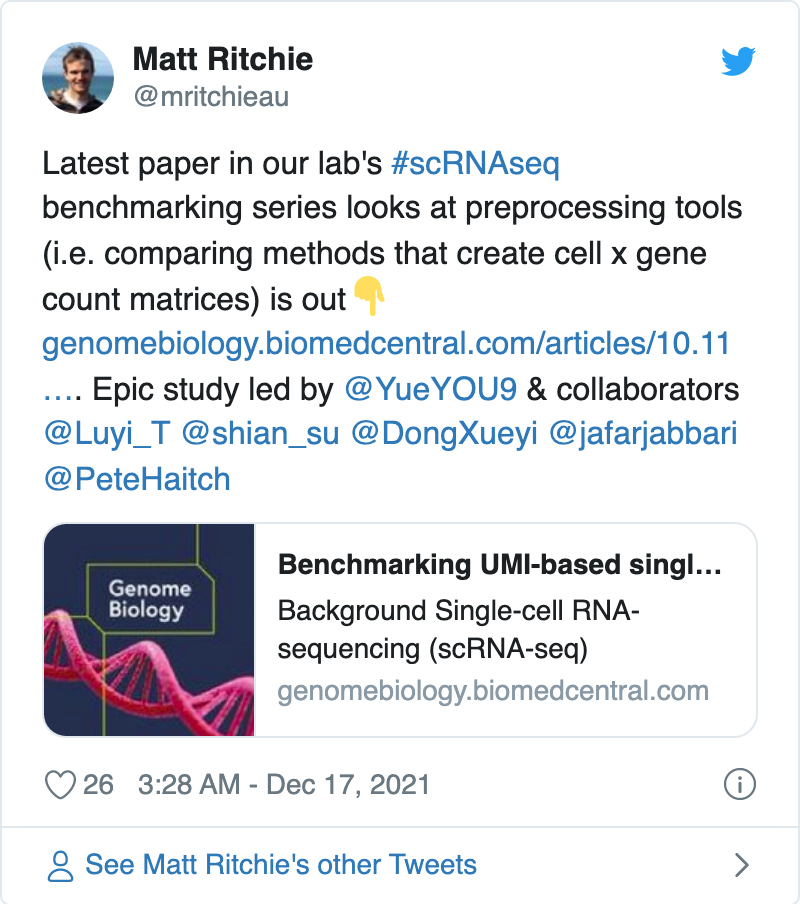 Matt Ritchie
@mritchieau
Latest paper in our lab's #scRNAseq
benchmarking series looks at preprocessing tools
(i.e. comparing methods that create cell x gene
count matrices) is out👇
genomebiology.biomedcentral.com/articles/10.11
…. Epic study led by @YueYOU9 & collaborators
@Luyi_T @shian_su @DongXueyi @jafarjabbari
@PeteHaitch
Genome
Biology
Benchmarking UMI-based singl…
Background Single-cell RNA-
sequencing (scRNA-seq)
genomebiology.biomedcentral.com
26 3:28 AM - Dec 17, 2021
See Matt Ritchie's other Tweets